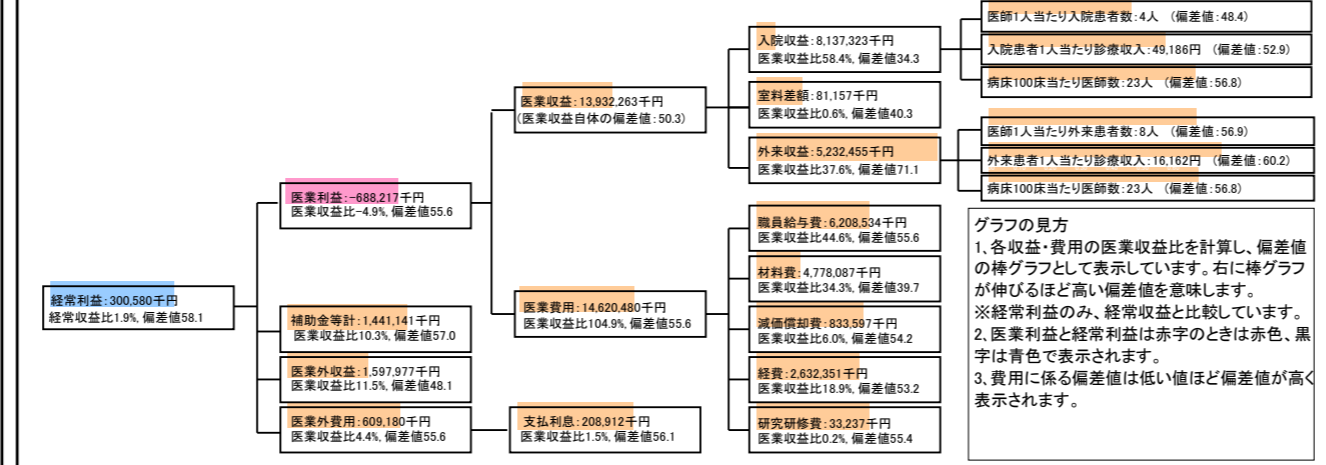 経常利益:300,580千円
経常収支比1.9%, 偏差値58.1
医業利益:-688,217千円
医業収益比-4.9%, 偏差値55.6
補助金等計:1,441,141千円
医業収益比10.3%, 偏差値57.0
医業外収益:1,597,977千円
医業収益比11.5%, 偏差値48.1
医業外費用:609,180千円
医業収益比4.4%, 偏差値55.6
医業収益:13,932,263千円
(医業収益自体の偏差値:50.3)
医業費用:14,620,480千円
医業収益比104.9%, 偏差値55.6
支払利息:208,912千円
医業収益比1.5%, 偏差値56.1
入院収益:8,137,323千円
医業収益比58.4%, 偏差値34.3
室料差額:81,157千円
医業収益比0.6%, 偏差値40.3
外来収益:5,232,455千円
医業収益比37.6%, 偏差値71.1
職員給与費:6,208,534千円
医業収益比44.6%, 偏差値55.6
材料費:4,778,087千円
医業収益比34.3%, 偏差値39.7
減価償却費:833,597千円
医業収益比6.0%, 偏差値54.2
経費:2,632,351千円
医業収益比18.9%, 偏差値53.2
研究研修費:33,237千円
医業収益比0.2%, 偏差値55.4
医師1人当たり入院患者数:4人 (偏差値:48.4)
入院患者1人当たり診療収入:49,186円 (偏差値:52.9)
病床100床当たり医師数:23人 (偏差値:56.8)
医師1人当たり外来患者数:8人 (偏差値:56.9)
外来患者1人当たり診療収入:16,162円 (偏差値:60.2)
病床100床当たり医師数:23人 (偏差値:56.8)
グラフの見方
1、各収益・費用の医業収益比を計算し、偏差値
の棒グラフとして表示しています。右に棒グラフ
が伸びるほど高い偏差値を意味します。
※経常利益のみ、経常収益と比較しています。
2、医業利益と経常利益は赤字のときは赤色、黒
字は青色で表示されます。
3、費用に係る偏差値は低い値ほど偏差値が高く
表示されます。